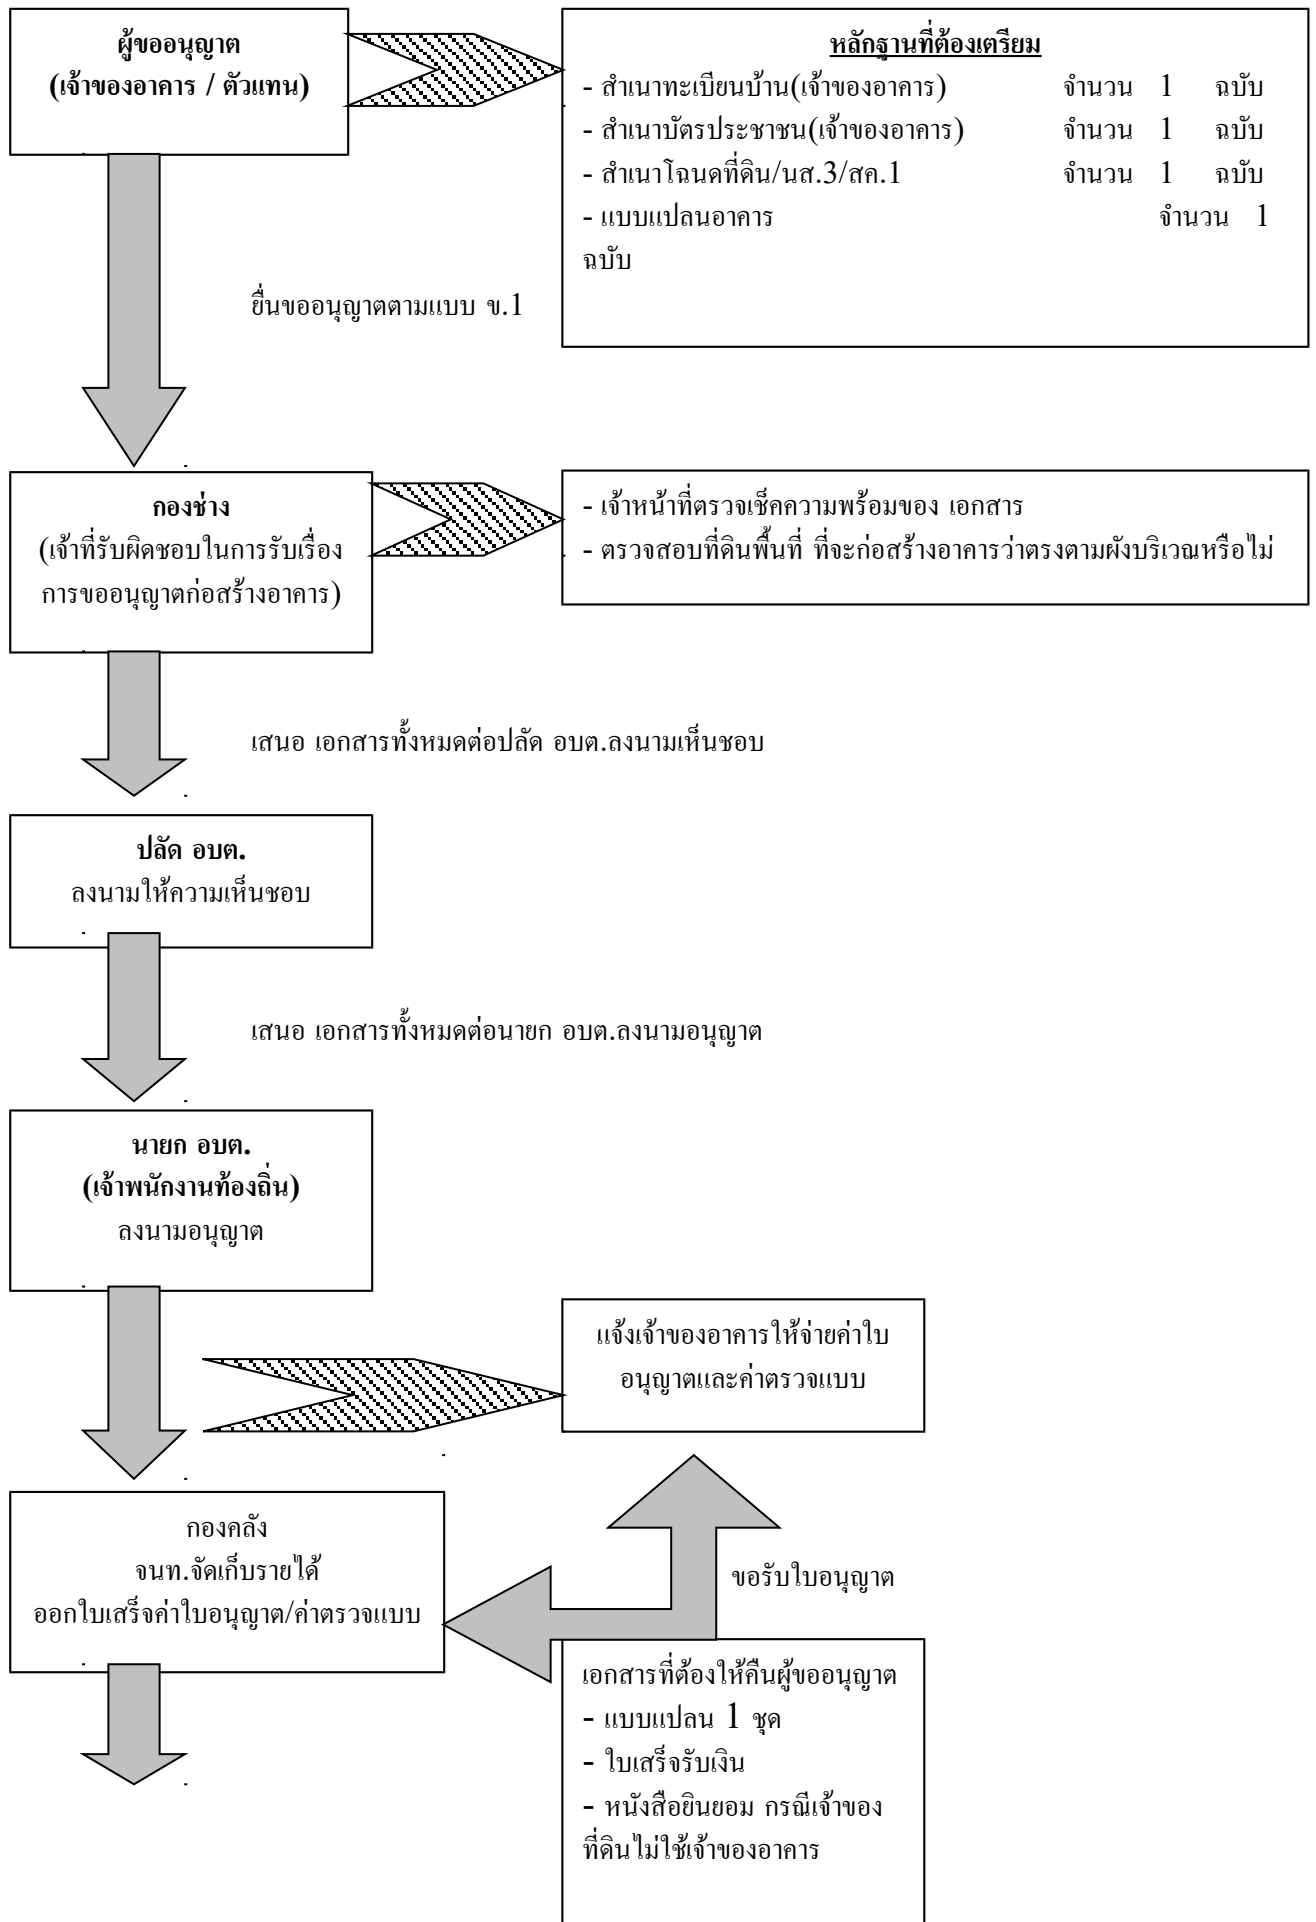 ผู้ขออนุญาต
(เจ้าของอาคาร / ตัวแทน)
หลักฐานที่ต้องเตรียม
- สำเนาทะเบียนบ้าน(เจ้าของอาคาร) จำนวน 1 ฉบับ
- สำเนาบัตรประชาชน(เจ้าของอาคาร) จำนวน 1 ฉบับ
- สำเนาโฉนดที่ดิน/นส.3/สค.1 จำนวน 1 ฉบับ
- แบบแปลนอาคาร จำนวน 1
ฉบับ
ยื่นขออนุญาตตามแบบ ข.1
กองช่าง
(เจ้าที่รับผิดชอบในการรับเรื่อง
การขออนุญาตก่อสร้างอาคาร)
- เจ้าหน้าที่ตรวจเช็คความพร้อมของ เอกสาร
- ตรวจสอบที่ดินพื้นที่ ที่จะก่อสร้างอาคารว่าตรงตามผังบริเวณหรือไม่
เสนอ เอกสารทั้งหมดต่อปลัด อบต.ลงนามเห็นชอบ
ปลัด อบต.
ลงนามให้ความเห็นชอบ
เสนอ เอกสารทั้งหมดต่อนายก อบต.ลงนามอนุญาต
นายก อบต.
(เจ้าพนักงานท้องถิ่น)
ลงนามอนุญาต
แจ้งเจ้าของอาคารให้จ่ายค่าใบ
อนุญาตและค่าตรวจแบบ
กองคลัง
จนท.จัดเก็บรายได้
ออกใบเสร็จค่าใบอนุญาต/ค่าตรวจแบบ
ขอรับใบอนุญาต
เอกสารที่ต้องให้คืนผู้ขออนุญาต
- แบบแปลน 1 ชุด
- ใบเสร็จรับเงิน
- หนังสือยินยอม กรณีเจ้าของ
ที่ดินไม่ใช้เจ้าของอาคาร